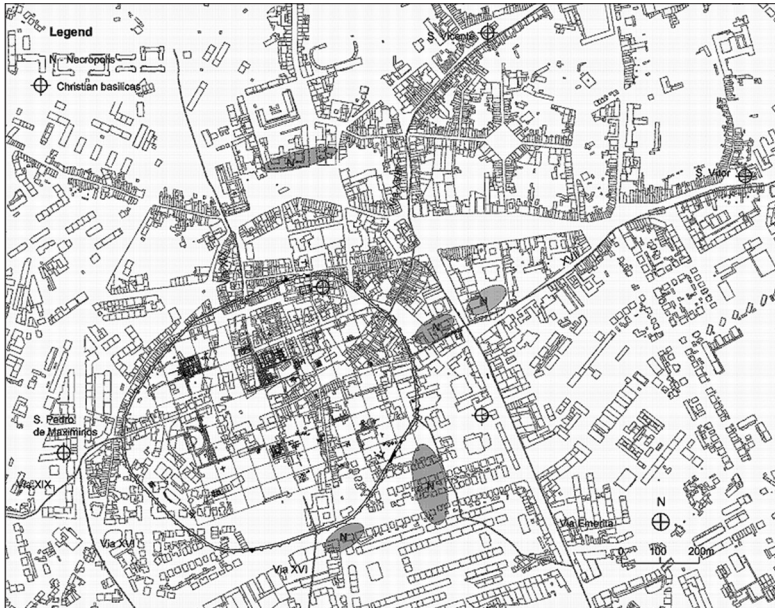 Legend
N - Necropolis
Christian basilicas
S. Vicente
S. Vitor
N
XVII
N
N
S. Pedro
de Maximinos
N
Via XIX
N
Via XVI
Via XVI
Via Emerita
N
0 100 200m